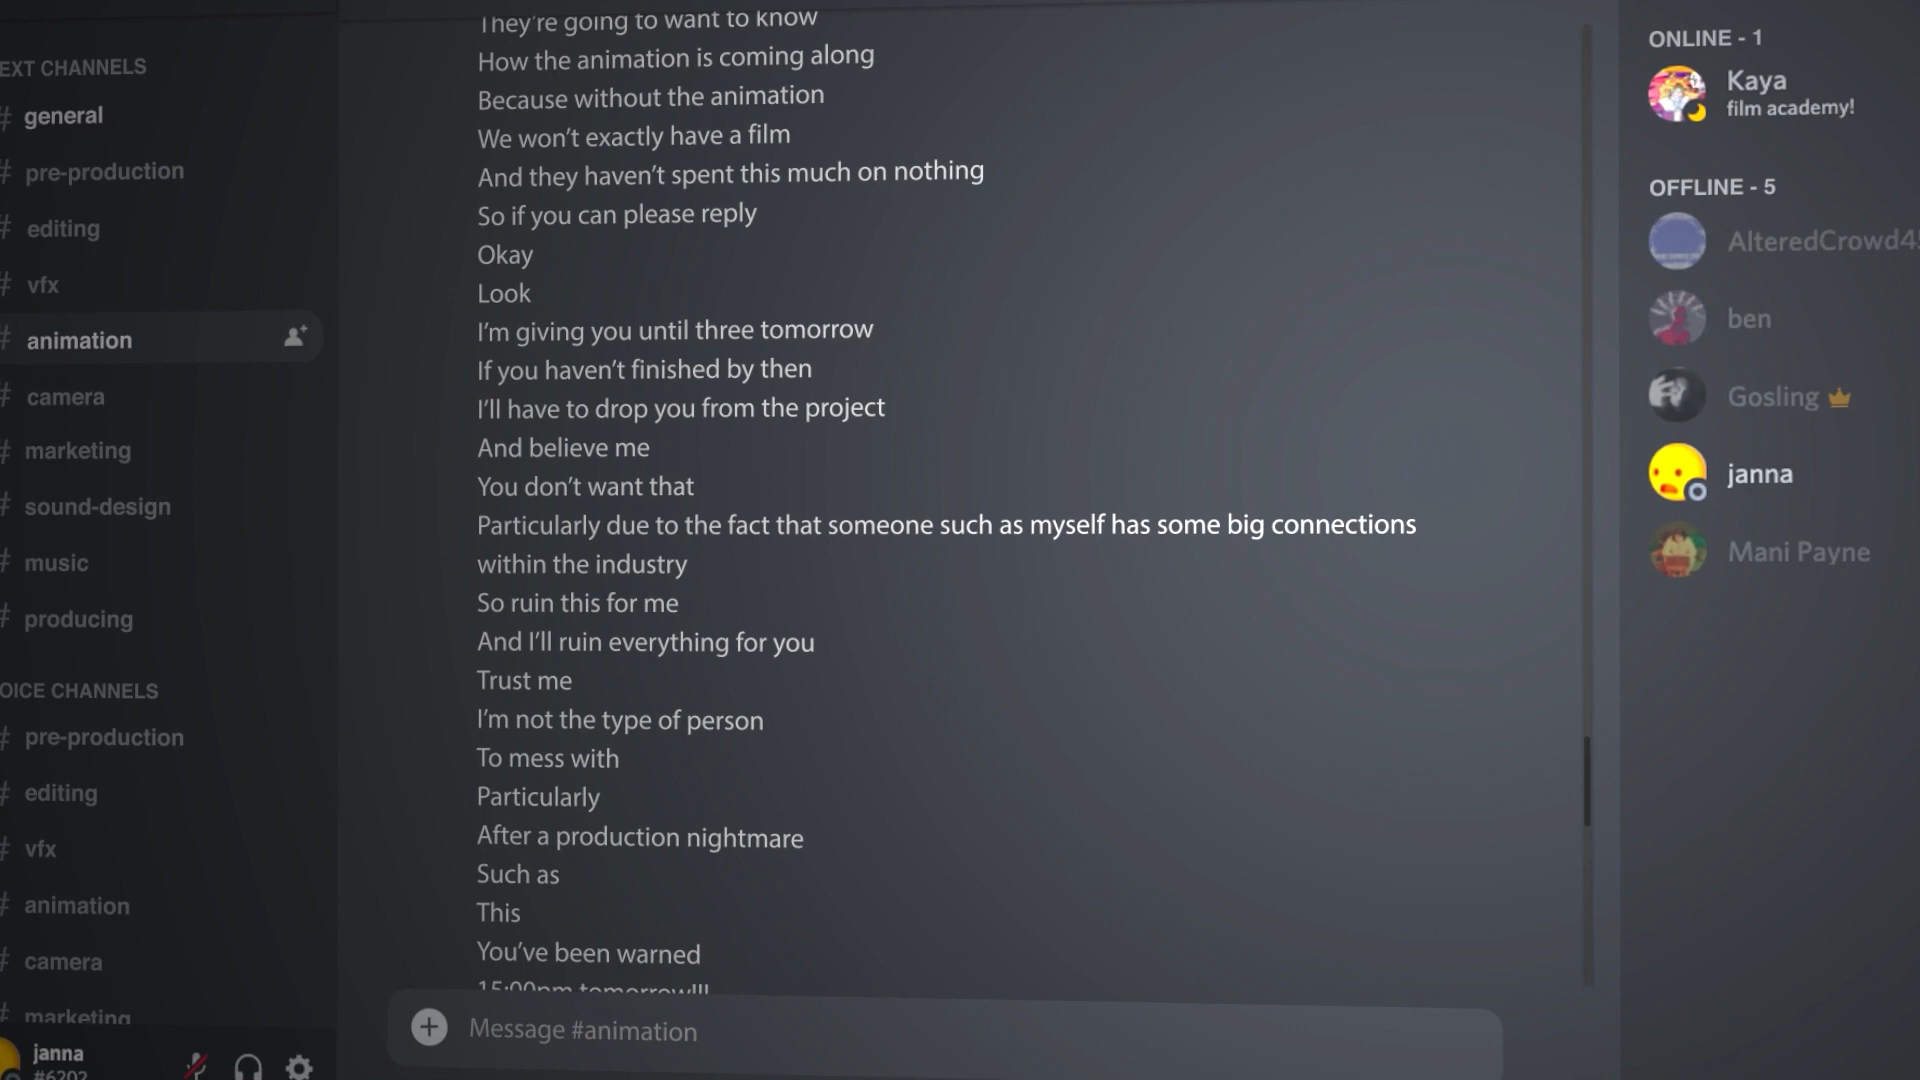 EXT CHANNELS
# general
# pre-production
# editing
# vfx
# animation
# camera
# marketing
# sound-design
# music
# producing
OICE CHANNELS
# pre-production
# editing
# vfx
# animation
# camera
# marketing
janna
#6202
They're going to want to know
How the animation is coming along
Because without the animation
We won't exactly have a film
And they haven't spent this much on nothing
So if you can please reply
Okay
Look
I'm giving you until three tomorrow
If you haven't finished by then
I'll have to drop you from the project
And believe me
You don't want that
Particularly due to the fact that someone such as myself has some big connections
within the industry
So ruin this for me
And I'll ruin everything for you
Trust me
I'm not the type of person
To mess with
Particularly
After a production nightmare
Such as
This
You've been warned
15:00pm tomorrow!!!
Message #animation
ONLINE - 1
Kaya
film academy!
OFFLINE - 5
AlteredCrowd4
ben
Gosling
janna
Mani Payne